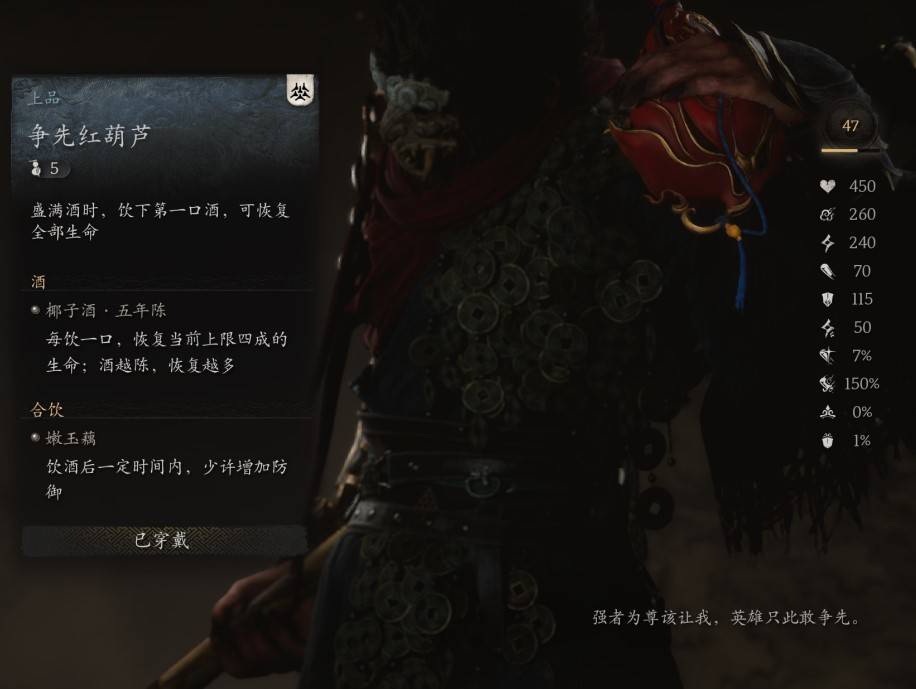 上品
争先红葫芦
5
盛满酒时，饮下第一口酒，可恢复
全部生命
酒
椰子酒·五年陈
每饮一口，恢复当前上限四成的
生命；酒越陈，恢复越多
合饮
嫩玉藕
饮酒后一定时间内，少许增加防
御
已穿戴
47
450
260
240
70
115
50
7%
150%
0%
1%
强者为尊该让我，英雄只此敢争先。